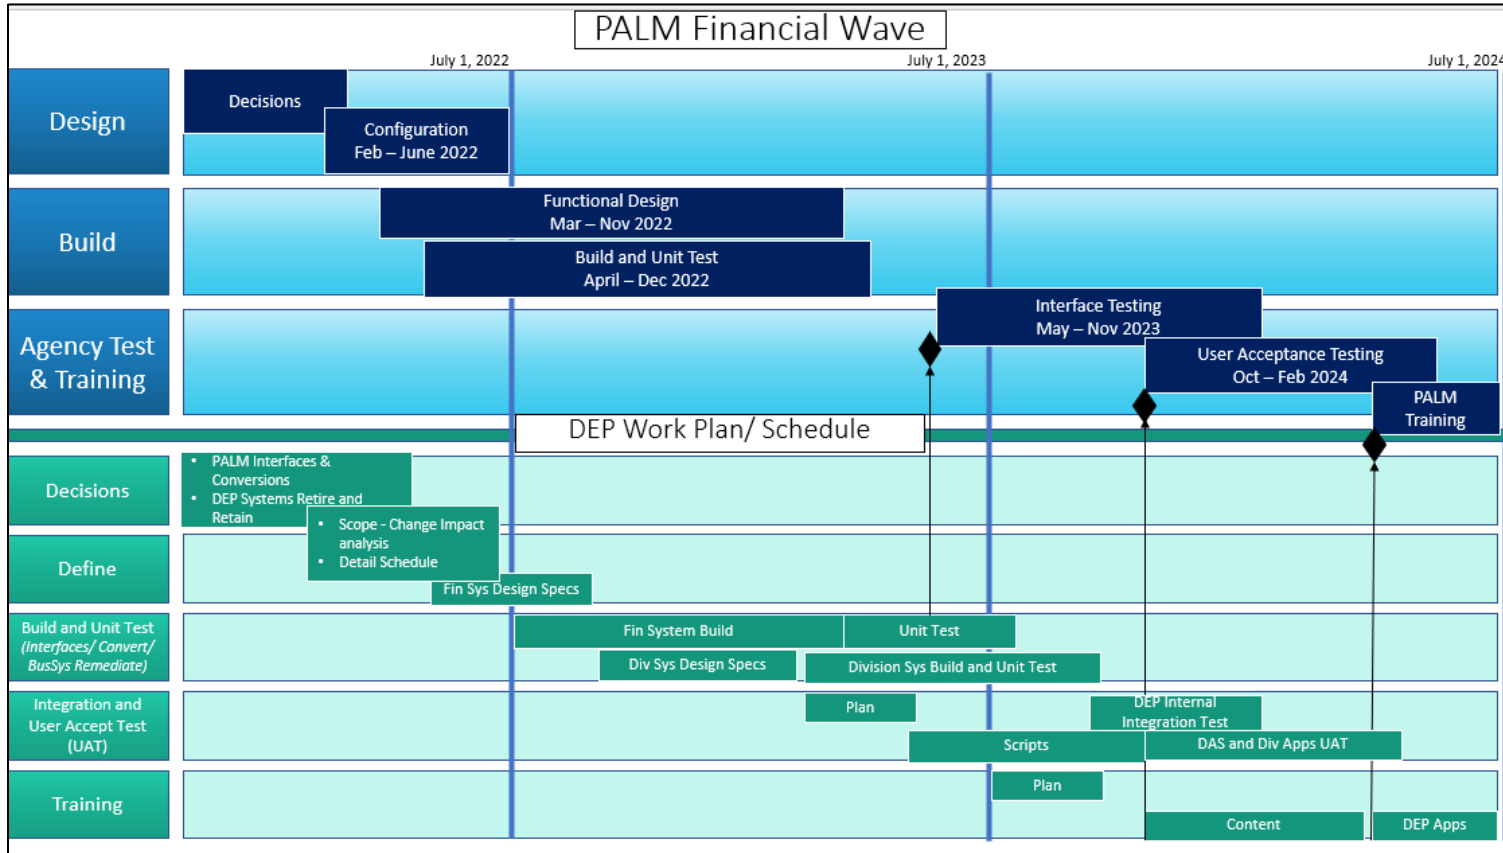 PALM Financial Wave
July 1, 2022
July 1, 2023
July 1, 2024
Design
Decisions
Configuration
Feb – June 2022
Build
Functional Design
Mar – Nov 2022
Build and Unit Test
April – Dec 2022
Agency Test
& Training
Interface Testing
May – Nov 2023
User Acceptance Testing
Oct – Feb 2024
PALM
Training
DEP Work Plan/ Schedule
Decisions
• PALM Interfaces &
Conversions
• DEP Systems Retire and
Retain
• Scope - Change Impact
analysis
• Detail Schedule
Define
Fin Sys Design Specs
Build and Unit Test
(Interfaces/ Convert/
BusSys Remediate)
Fin System Build
Unit Test
Div Sys Design Specs
Division Sys Build and Unit Test
Integration and
User Accept Test
(UAT)
Plan
DEP Internal
Integration Test
Scripts
DAS and Div Apps UAT
Training
Plan
Content
DEP Apps